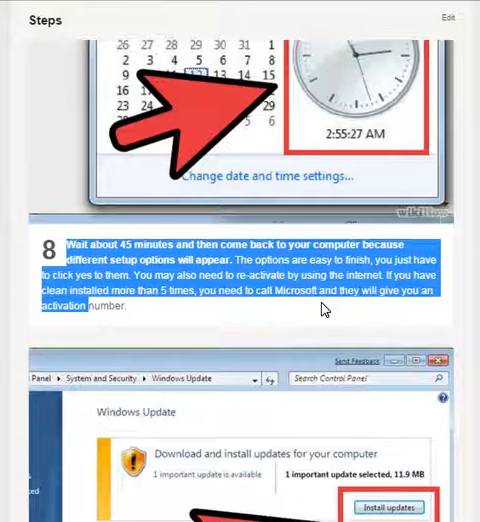 Steps
Edit
26 27 28 29 30 31 1
2 3 4 5 6 7 8
9 12 13 14 15
16
23 29
5 6
2:55:27 AM
Change date and time settings...
wikiHow
8 Wait about 45 minutes and then come back to your computer because
different setup options will appear. The options are easy to finish, you just have
to click yes to them. You may also need to re-activate by using the internet. If you have
clean installed more than 5 times, you need to call Microsoft and they will give you an
activation number.
Send Feedback
Panel ▸ System and Security ▸ Windows Update
Search Control Panel
Windows Update
Download and install updates for your computer
1 important update is available
1 important update selected, 11.9 MB
Install updates